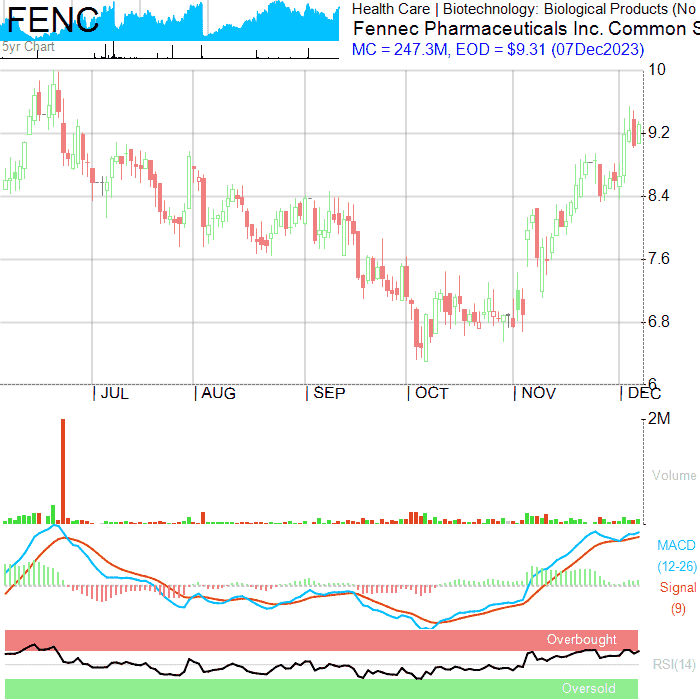 FENC
Health Care | Biotechnology: Biological Products (No
5yr Chart
Fennec Pharmaceuticals Inc. Common S
MC = 247.3M, EOD = $9.31 (07Dec2023)
10
9.2
8.4
7.6
6.8
6
JUL AUG SEP OCT NOV DEC
2M
Volume
MACD
(12-26)
Signal
(9)
Overbought
RSI(14)
Oversold